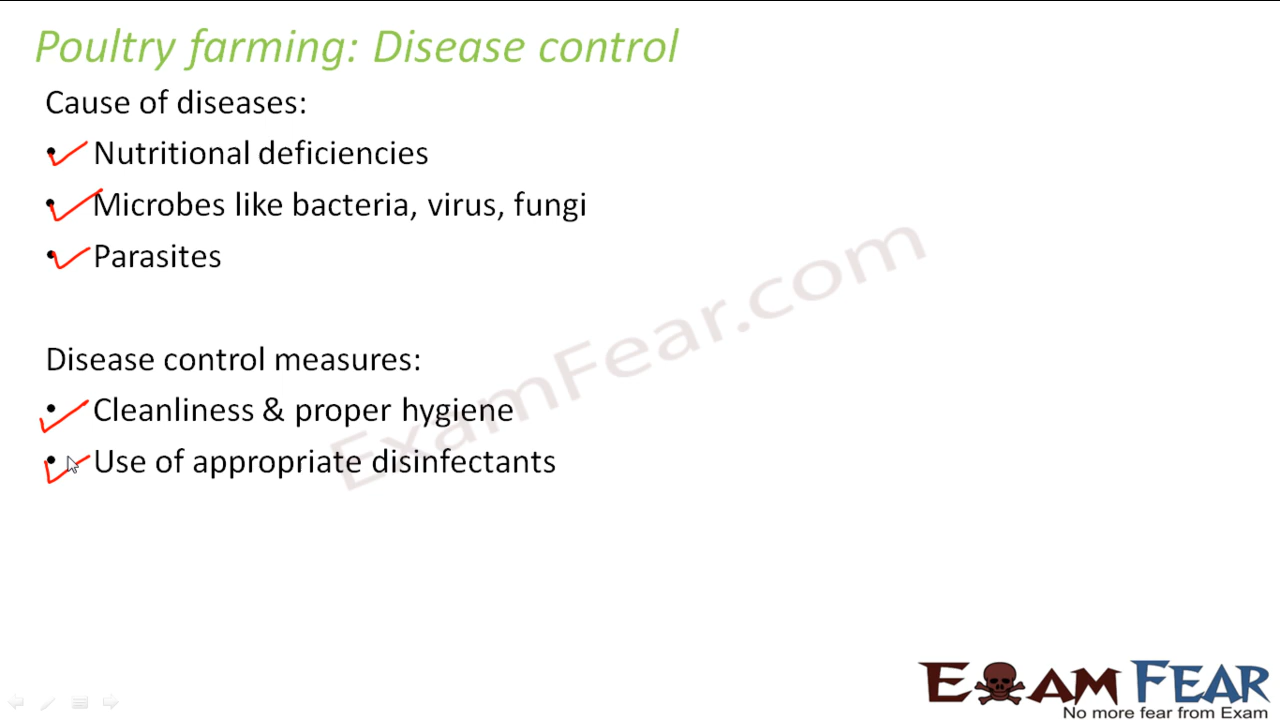 Poultry farming: Disease control
Cause of diseases:
• Nutritional deficiencies
• Microbes like bacteria, virus, fungi
• Parasites
Disease control measures:
• Cleanliness & proper hygiene
• Use of appropriate disinfectants
ExamFear.com
EXAM FEAR
No more fear from Exam